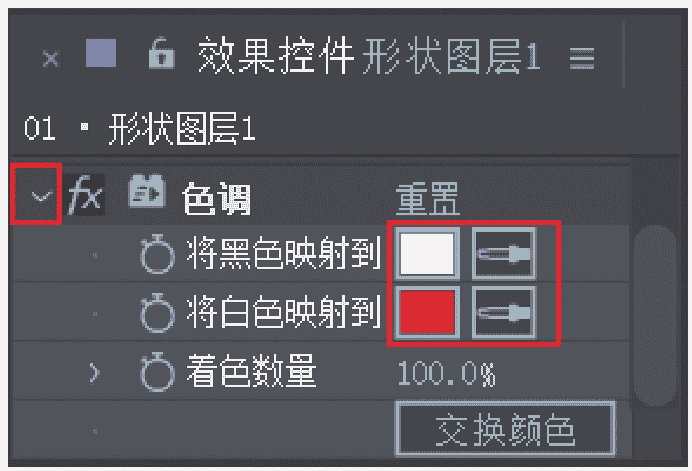 效果控件 形状图层1
01 · 形状图层1
fx 色调 重置
将黑色映射到
将白色映射到
着色数量 100.0%
交换颜色